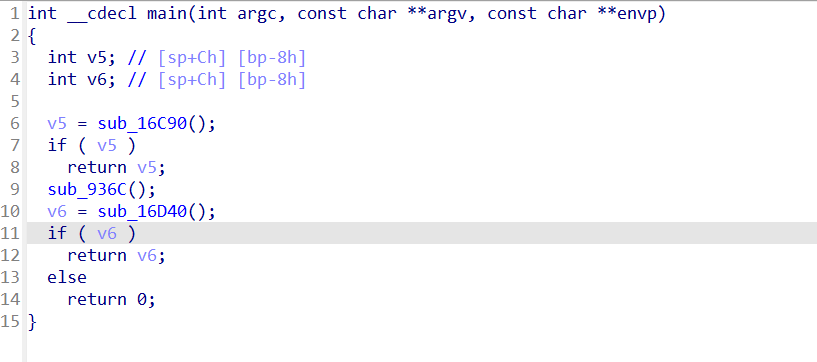 1 int __cdecl main(int argc, const char **argv, const char **envp)
2 {
3   int v5; // [sp+Ch] [bp-8h]
4   int v6; // [sp+Ch] [bp-8h]
5
6   v5 = sub_16C90();
7   if ( v5 )
8     return v5;
9   sub_936C();
10   v6 = sub_16D40();
11   if ( v6 )
12     return v6;
13   else
14     return 0;
15 }